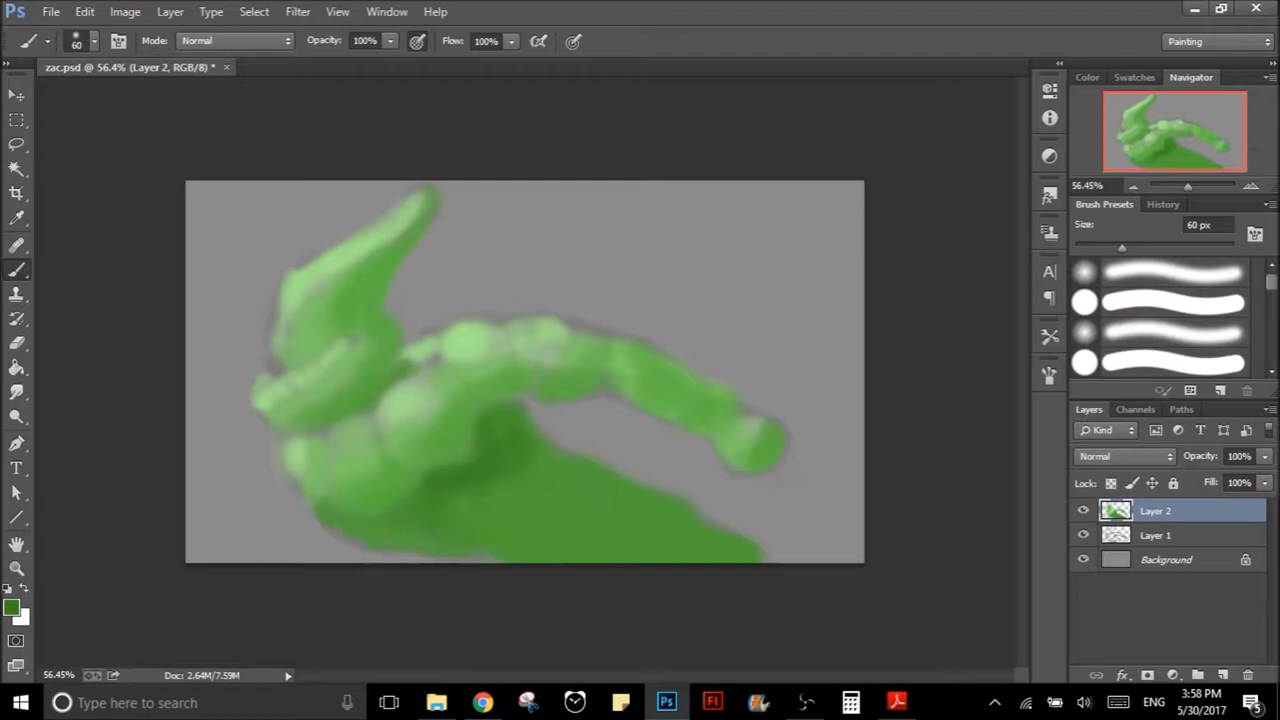 Ps File Edit Image Layer Type Select Filter View Window Help
60 Mode: Normal Opacity: 100% Flow: 100% Painting
zac.psd @ 56.4% (Layer 2, RGB/8) *
Color Swatches Navigator
56.45%
Brush Presets History
Size: 60 px
Layers Channels Paths
Kind
Normal Opacity: 100%
Lock: Fill: 100%
Layer 2
Layer 1
Background
56.45% Doc: 2.64M/7.59M
Type here to search
Ps Fl ENG 3:58 PM
5/30/2017 5